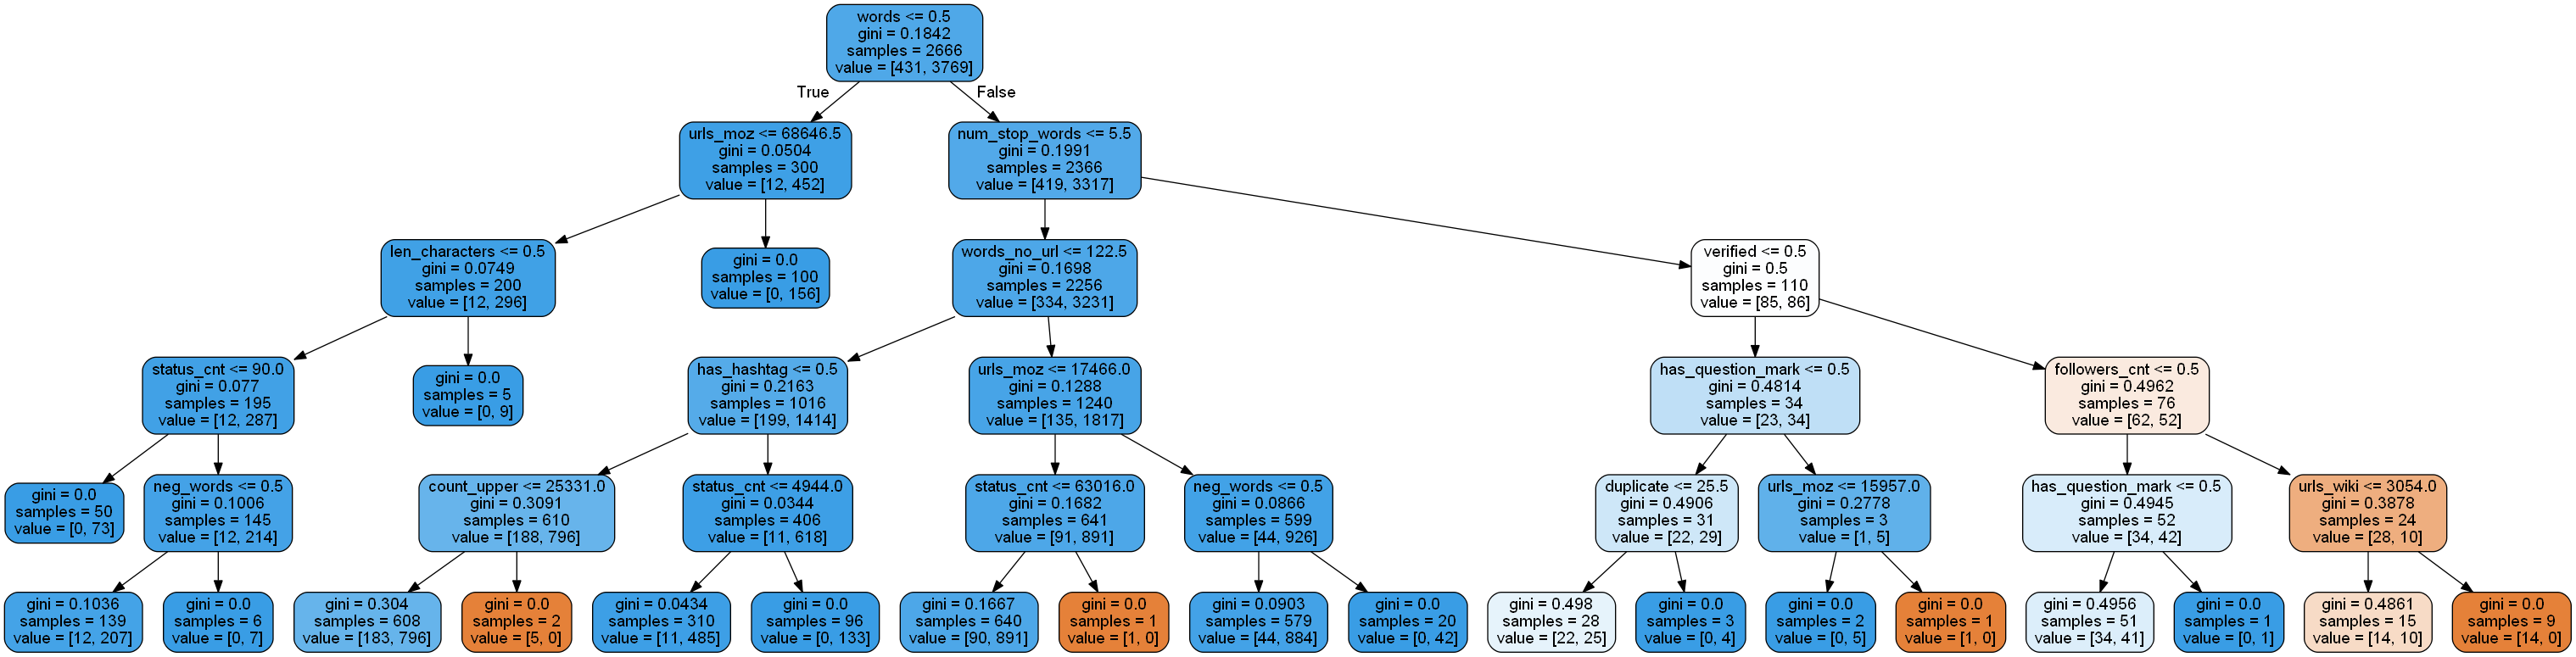 words <= 0.5
gini = 0.1842
samples = 2666
value = [431, 3769]
True
False
urls_moz <= 68646.5
gini = 0.0504
samples = 300
value = [12, 452]
num_stop_words <= 5.5
gini = 0.1991
samples = 2366
value = [419, 3317]
len_characters <= 0.5
gini = 0.0749
samples = 200
value = [12, 296]
gini = 0.0
samples = 100
value = [0, 156]
words_no_url <= 122.5
gini = 0.1698
samples = 2256
value = [334, 3231]
verified <= 0.5
gini = 0.5
samples = 110
value = [85, 86]
status_cnt <= 90.0
gini = 0.077
samples = 195
value = [12, 287]
gini = 0.0
samples = 5
value = [0, 9]
has_hashtag <= 0.5
gini = 0.2163
samples = 1016
value = [199, 1414]
urls_moz <= 17466.0
gini = 0.1288
samples = 1240
value = [135, 1817]
has_question_mark <= 0.5
gini = 0.4814
samples = 34
value = [23, 34]
followers_cnt <= 0.5
gini = 0.4962
samples = 76
value = [62, 52]
gini = 0.0
samples = 50
value = [0, 73]
neg_words <= 0.5
gini = 0.1006
samples = 145
value = [12, 214]
count_upper <= 25331.0
gini = 0.3091
samples = 610
value = [188, 796]
status_cnt <= 4944.0
gini = 0.0344
samples = 406
value = [11, 618]
status_cnt <= 63016.0
gini = 0.1682
samples = 641
value = [91, 891]
neg_words <= 0.5
gini = 0.0866
samples = 599
value = [44, 926]
duplicate <= 25.5
gini = 0.4906
samples = 31
value = [22, 29]
urls_moz <= 15957.0
gini = 0.2778
samples = 3
value = [1, 5]
has_question_mark <= 0.5
gini = 0.4945
samples = 52
value = [34, 42]
urls_wiki <= 3054.0
gini = 0.3878
samples = 24
value = [28, 10]
gini = 0.1036
samples = 139
value = [12, 207]
gini = 0.0
samples = 6
value = [0, 7]
gini = 0.304
samples = 608
value = [183, 796]
gini = 0.0
samples = 2
value = [5, 0]
gini = 0.0434
samples = 310
value = [11, 485]
gini = 0.0
samples = 96
value = [0, 133]
gini = 0.1667
samples = 640
value = [90, 891]
gini = 0.0
samples = 1
value = [1, 0]
gini = 0.0903
samples = 579
value = [44, 884]
gini = 0.0
samples = 20
value = [0, 42]
gini = 0.498
samples = 28
value = [22, 25]
gini = 0.0
samples = 3
value = [0, 4]
gini = 0.0
samples = 2
value = [0, 5]
gini = 0.0
samples = 1
value = [1, 0]
gini = 0.4956
samples = 51
value = [34, 41]
gini = 0.0
samples = 1
value = [0, 1]
gini = 0.4861
samples = 15
value = [14, 10]
gini = 0.0
samples = 9
value = [14, 0]